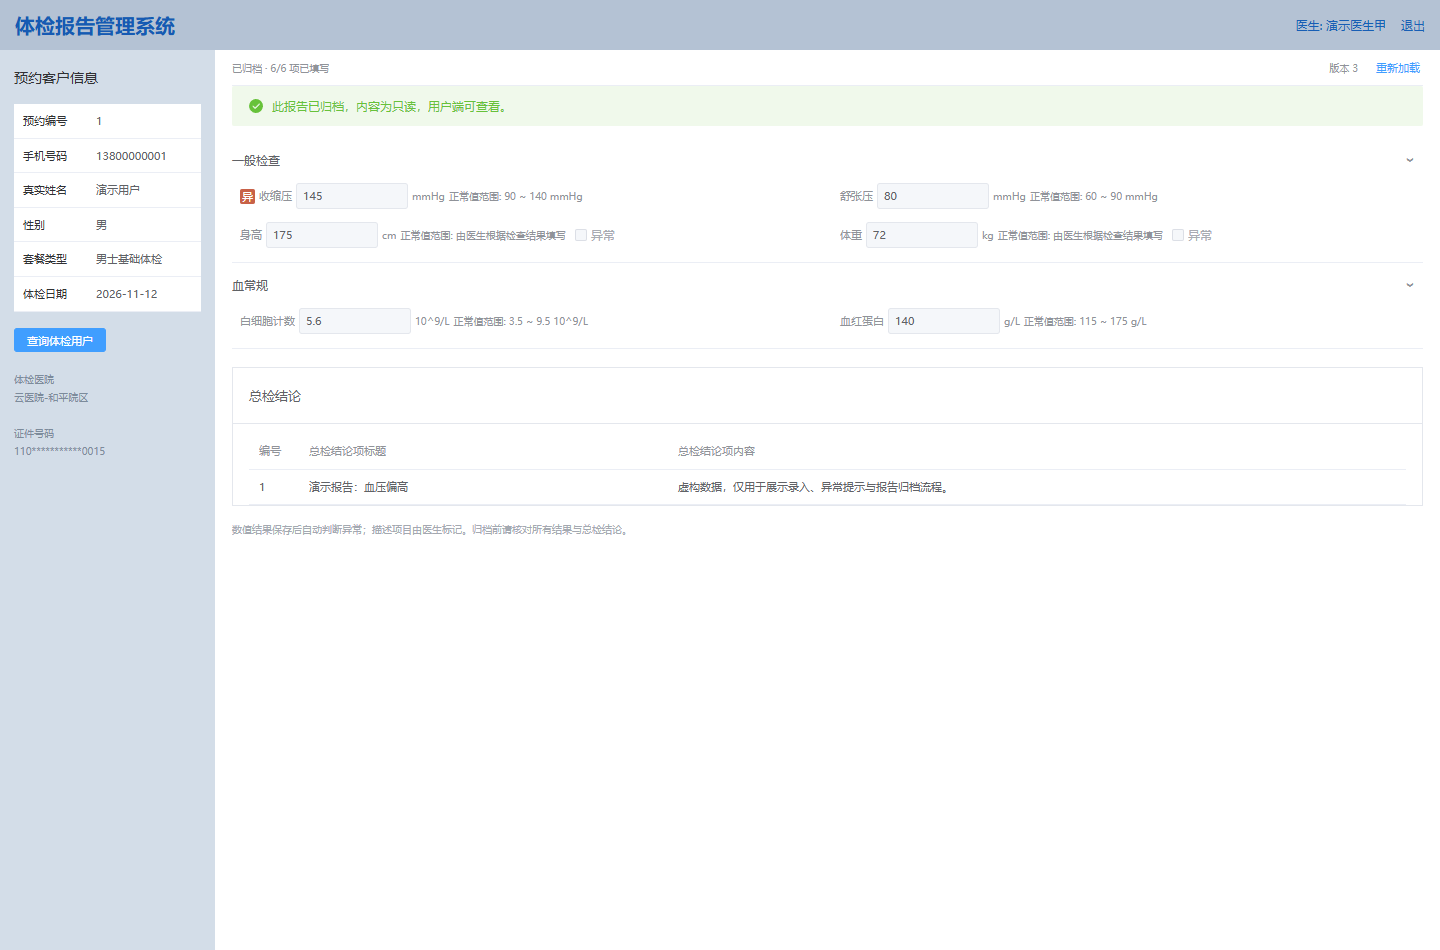 体检报告管理系统
医生: 演示医生甲 退出
预约客户信息
预约编号 1
手机号码 13800000001
真实姓名 演示用户
性别 男
套餐类型 男士基础体检
体检日期 2026-11-12
查询体检用户
体检医院
云医院-和平院区
证件号码
110***********0015
已归档 · 6/6 项已填写
版本 3 重新加载
此报告已归档，内容为只读，用户端可查看。
一般检查
异 收缩压 145 mmHg 正常值范围: 90 ~ 140 mmHg
舒张压 80 mmHg 正常值范围: 60 ~ 90 mmHg
身高 175 cm 正常值范围: 由医生根据检查结果填写 异常
体重 72 kg 正常值范围: 由医生根据检查结果填写 异常
血常规
白细胞计数 5.6 10^9/L 正常值范围: 3.5 ~ 9.5 10^9/L
血红蛋白 140 g/L 正常值范围: 115 ~ 175 g/L
总检结论
编号 总检结论项标题 总检结论项内容
1 演示报告：血压偏高 虚构数据，仅用于展示录入、异常提示与报告归档流程。
数值结果保存后自动判断异常；描述项目由医生标记。归档前请核对所有结果与总检结论。